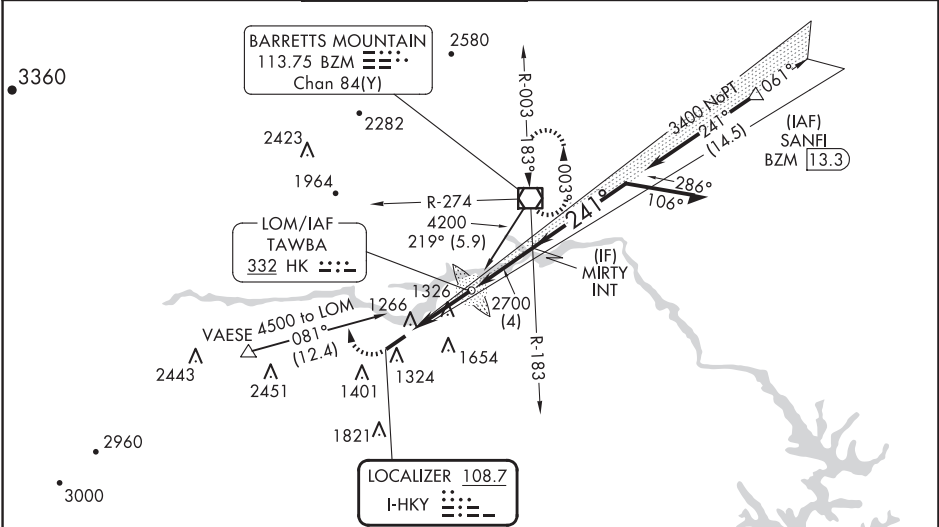 BARRETTS MOUNTAIN
113.75 BZM
Chan 84(Y)
2580
3360
2282
2423
1964
R-003
183°
003°
3400 NoPT
241°
(14.5)
061°
(IAF)
SANFI
BZM 13.3
286°
106°
241°
R-274
4200
219° (5.9)
LOM/IAF
TAWBA
332 HK
(IF)
MIRTY
INT
2700
(4)
R-183
1326
1266
VAESE 4500 to LOM
081°
(12.4)
2443
2451
1401
1324
1654
1821
2960
3000
LOCALIZER 108.7
I-HKY